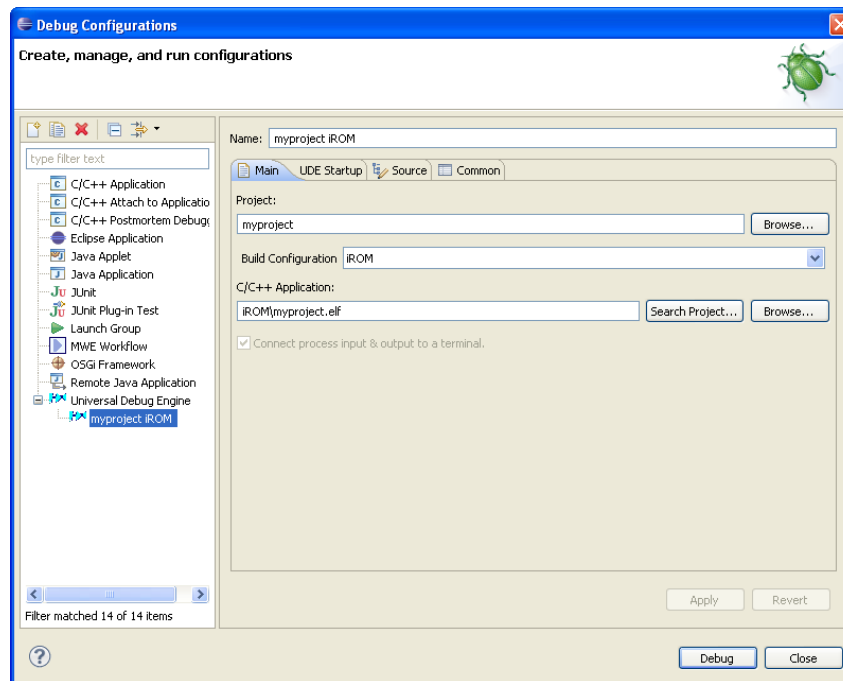 Debug Configurations
Create, manage, and run configurations
type filter text
C/C++ Application
C/C++ Attach to Applicatio
C/C++ Postmortem Debugg
Eclipse Application
Java Applet
Java Application
JUnit
JUnit Plug-in Test
Launch Group
MWE Workflow
OSGi Framework
Remote Java Application
Universal Debug Engine
myproject iROM
Filter matched 14 of 14 items
Name: myproject iROM
Main UDE Startup Source Common
Project:
myproject Browse...
Build Configuration iROM
C/C++ Application:
iROM\myproject.elf Search Project... Browse...
Connect process input & output to a terminal.
Apply Revert
? Debug Close